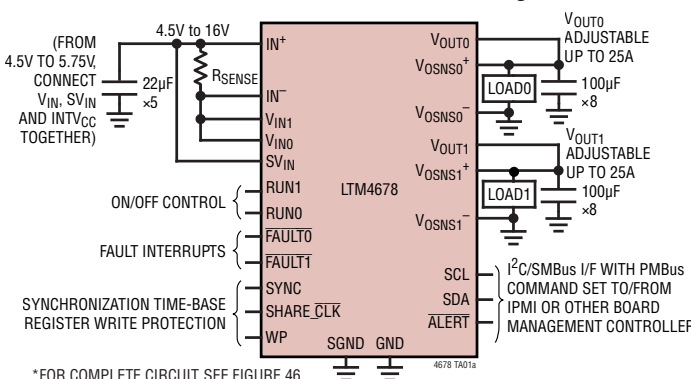 4.5V to 16V
(FROM
4.5V TO 5.75V,
CONNECT
VIN, SVIN
AND INTVCC
TOGETHER)
22µF
×5
RSENSE
IN+
IN–
VIN1
VIN0
SVIN
RUN1
RUN0
FAULT0
FAULT1
SYNC
SHARE_CLK
WP
ON/OFF CONTROL
FAULT INTERRUPTS
SYNCHRONIZATION TIME-BASE
REGISTER WRITE PROTECTION
LTM4678
SGND GND
VOUT0
VOSNS0+
VOSNS0–
VOUT1
VOSNS1+
VOSNS1–
SCL
SDA
ALERT
VOUT0
ADJUSTABLE
UP TO 25A
LOAD0
100µF
×8
VOUT1
ADJUSTABLE
UP TO 25A
LOAD1
100µF
×8
I2C/SMBus I/F WITH PMBus
COMMAND SET TO/FROM
IPMI OR OTHER BOARD
MANAGEMENT CONTROLLER
4678 TA01a
*FOR COMPLETE CIRCUIT SEE FIGURE 46